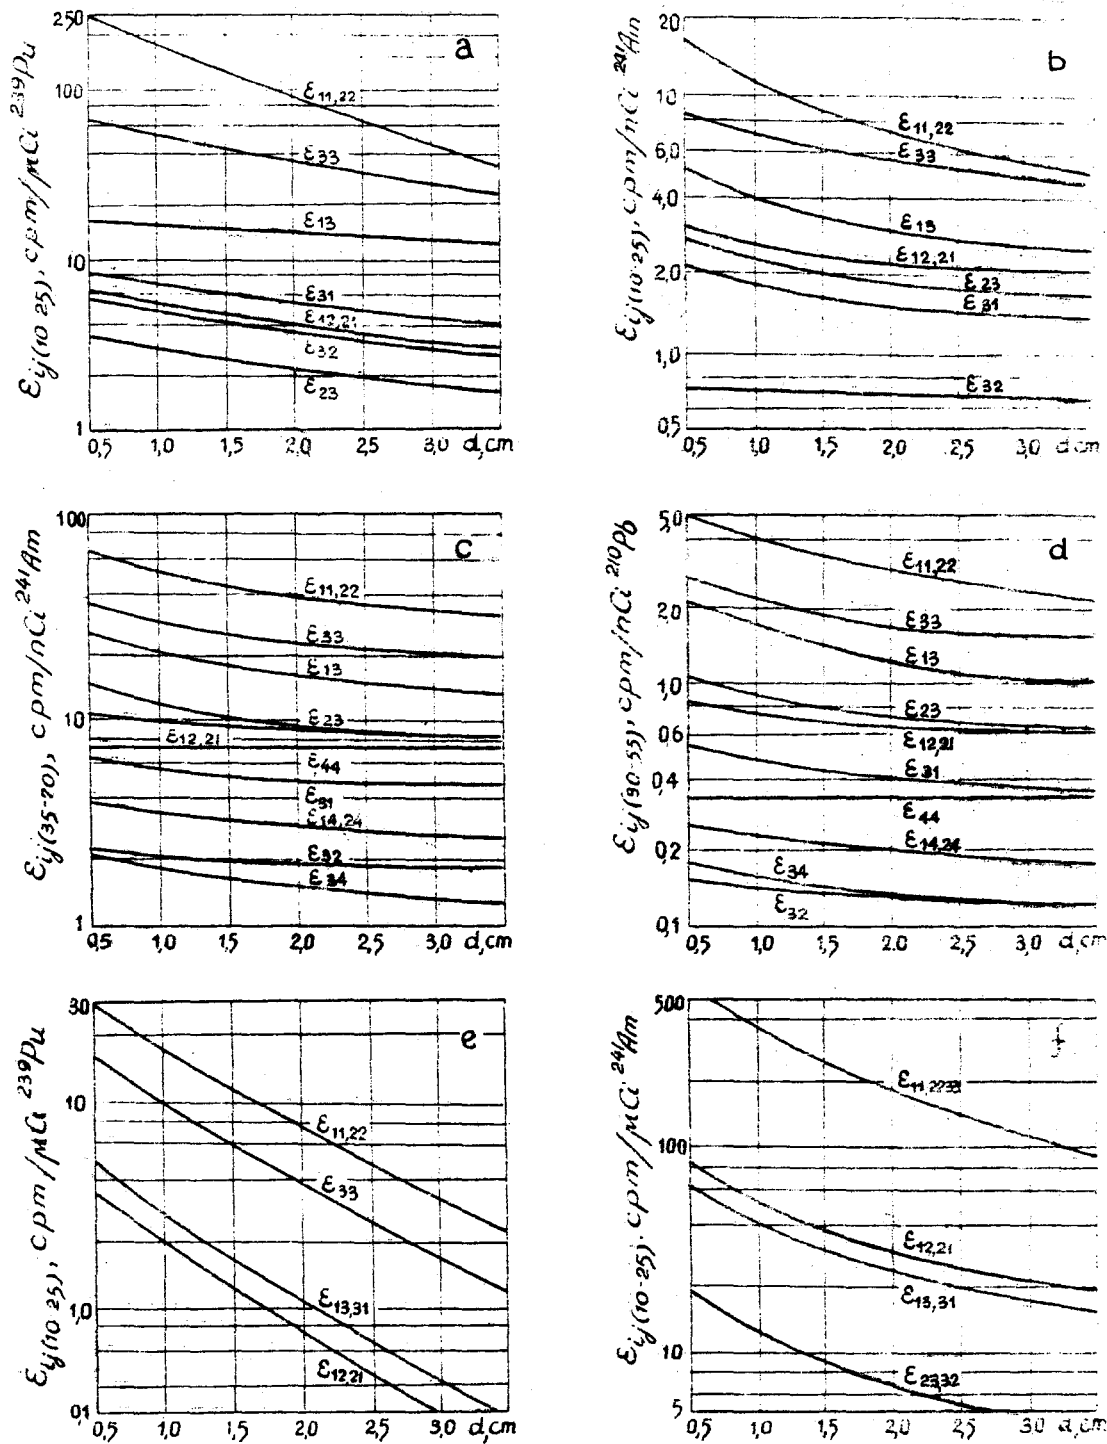 a
εij(10-25), cpm/μCi 239Pu
250
100
10
1
ε11,22
ε33
ε13
ε31
ε12,21
ε32
ε23
0,5 1,0 1,5 2,0 2,5 3,0 d,cm
b
εij(10-25), cpm/nCi 241Am
20
10
6,0
4,0
2,0
1,0
0,5
ε11,22
ε33
ε13
ε12,21
ε23
ε31
ε32
0,5 1,0 1,5 2,0 2,5 3,0 d,cm
c
εij(35-70), cpm/nCi 241Am
100
10
1
ε11,22
ε33
ε13
ε23
ε12,21
ε44
ε31
ε14,24
ε32
ε34
0,5 1,0 1,5 2,0 2,5 3,0 d,cm
d
εij(90-55), cpm/nCi 210Pb
5,0
2,0
1,0
0,6
0,4
0,2
0,1
ε11,22
ε33
ε13
ε23
ε12,21
ε31
ε44
ε14,24
ε34
ε32
0,5 1,0 1,5 2.0 2,5 3,0 d,cm
e
εij(10-25), cpm/μCi 239Pu
30
10
1,0
01
ε11,22
ε33
ε13,31
ε12,21
0,5 1,0 1,5 2,0 2,5 3,0 d,cm
f
εij(10-25). cpm/μCi 241Am
500
100
10
5
ε11,2233
ε12,21
ε13,31
ε23,32
0,5 1,0 1,5 2,0 2,5 3,0 d,cm